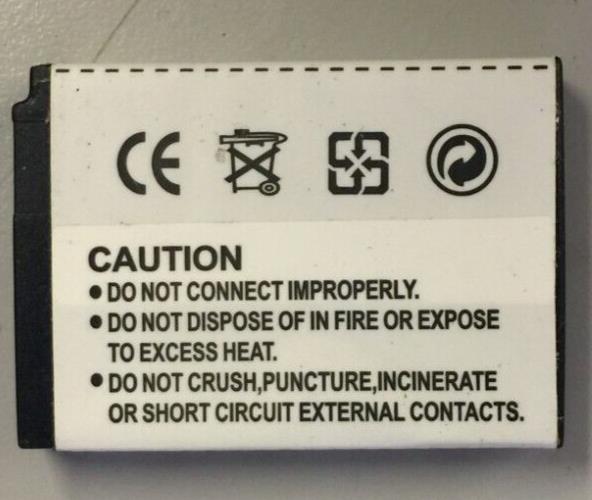 CE
CAUTION
• DO NOT CONNECT IMPROPERLY.
• DO NOT DISPOSE OF IN FIRE OR EXPOSE
TO EXCESS HEAT.
• DO NOT CRUSH,PUNCTURE,INCINERATE
OR SHORT CIRCUIT EXTERNAL CONTACTS.